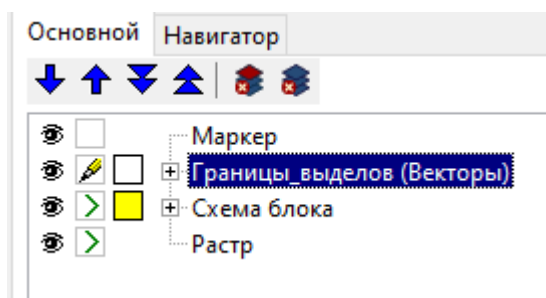 Основной Навигатор
Маркер
Границы_выделов (Векторы)
Схема блока
Растр